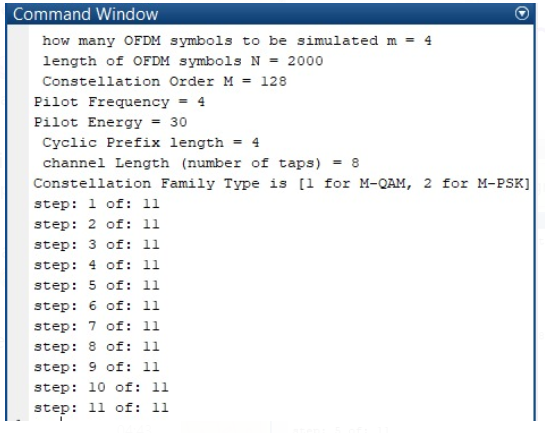 Command Window
how many OFDM symbols to be simulated m = 4
length of OFDM symbols N = 2000
Constellation Order M = 128
Pilot Frequency = 4
Pilot Energy = 30
Cyclic Prefix length = 4
channel Length (number of taps) = 8
Constellation Family Type is [1 for M-QAM, 2 for M-PSK]
step: 1 of: 11
step: 2 of: 11
step: 3 of: 11
step: 4 of: 11
step: 5 of: 11
step: 6 of: 11
step: 7 of: 11
step: 8 of: 11
step: 9 of: 11
step: 10 of: 11
step: 11 of: 11